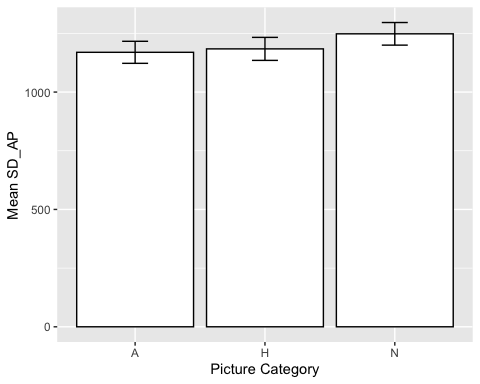 Mean SD_AP
1000
500
0
A H N
Picture Category